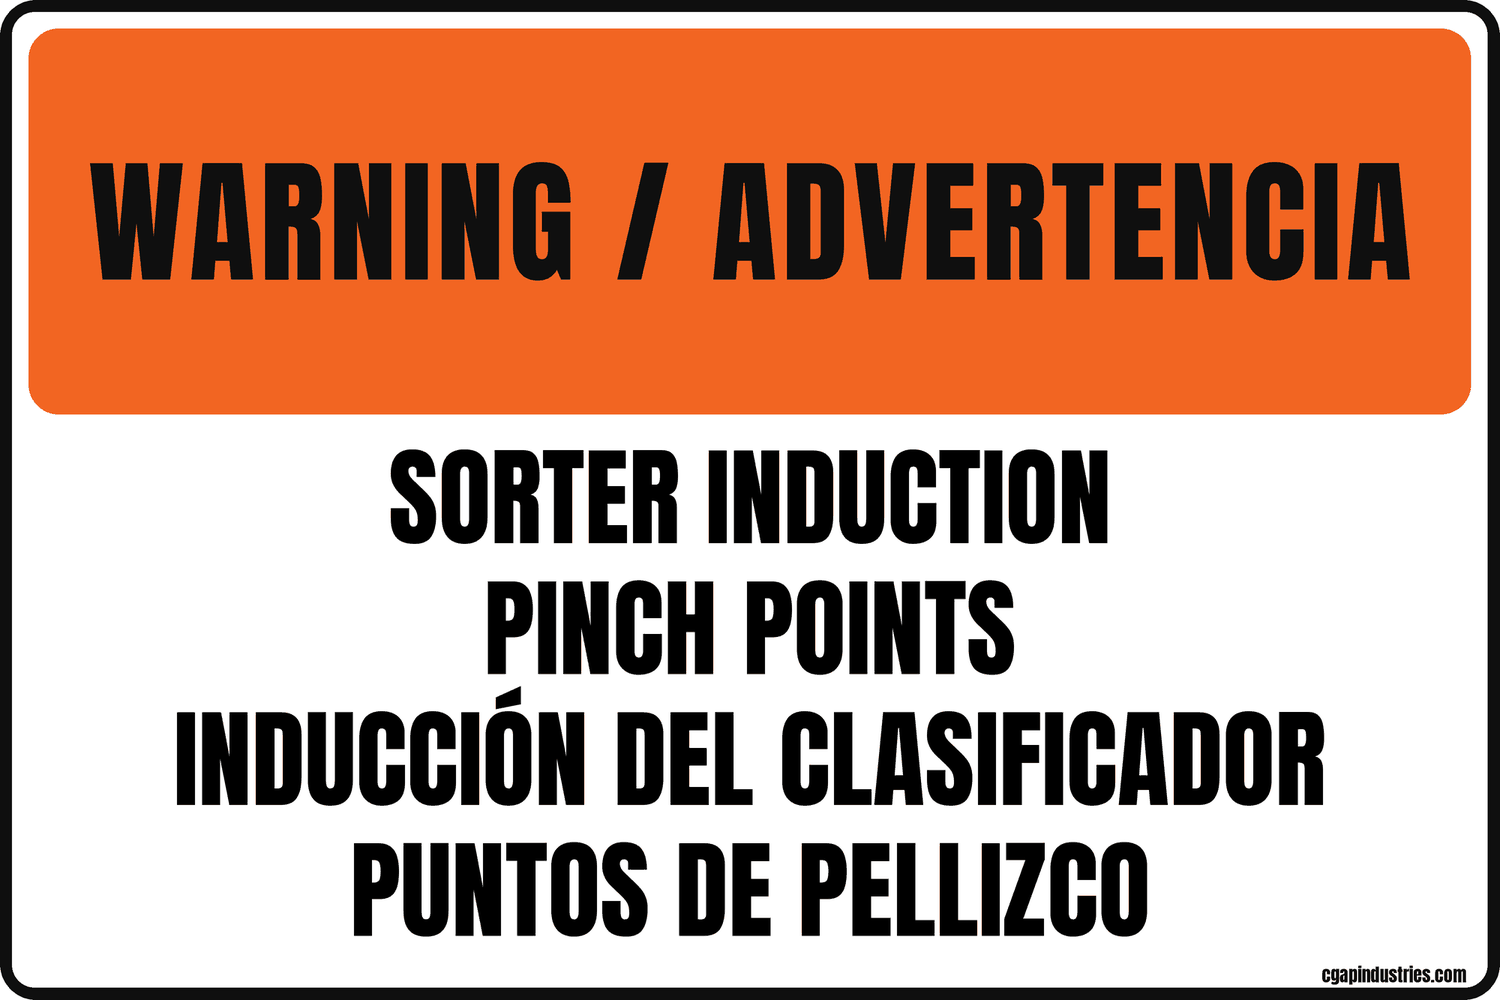 WARNING / ADVERTENCIA
SORTER INDUCTION
PINCH POINTS
INDUCCIÓN DEL CLASIFICADOR
PUNTOS DE PELLIZCO
cgapindustries.com